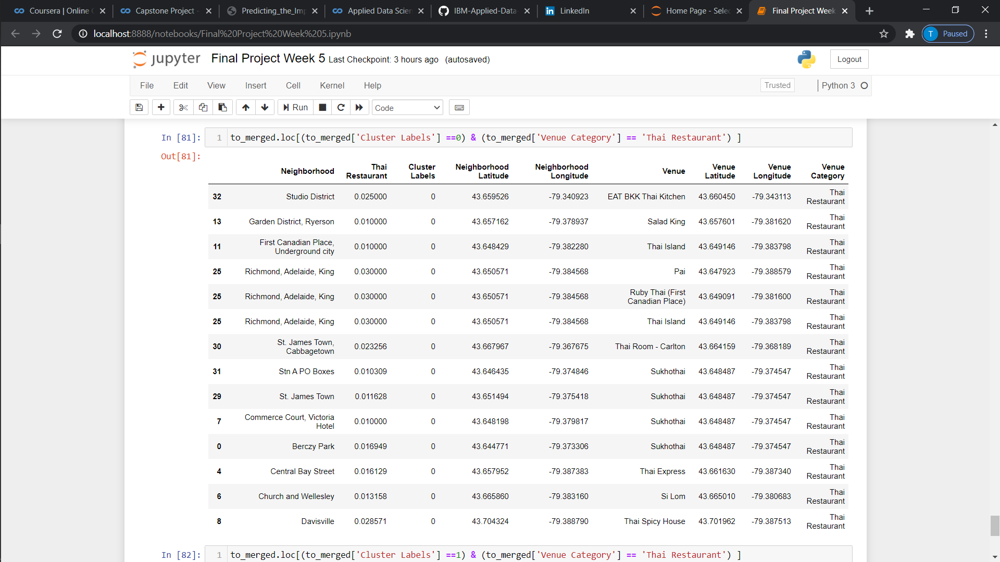 Coursera | Online
Capstone Project -
Predicting_the_Imp
Applied Data Scien
IBM-Applied-Data-
LinkedIn
Home Page - Selec
Final Project Week
localhost:8888/notebooks/Final%20Project%20Week%205.ipynb
T Paused
jupyter Final Project Week 5 Last Checkpoint: 3 hours ago (autosaved)
Logout
File Edit View Insert Cell Kernel Help
Trusted
Python 3
Run
Code
In [81]: 1 to_merged.loc[(to_merged['Cluster Labels'] ==0) & (to_merged['Venue Category'] == 'Thai Restaurant') ]
Out[81]:
Neighborhood Thai Restaurant Cluster Labels Neighborhood Latitude Neighborhood Longitude Venue Venue Latitude Venue Longitude Venue Category
32 Studio District 0.025000 0 43.659526 -79.340923 EAT BKK Thai Kitchen 43.660450 -79.343113 Thai Restaurant
13 Garden District, Ryerson 0.010000 0 43.657162 -79.378937 Salad King 43.657601 -79.381620 Thai Restaurant
11 First Canadian Place, Underground city 0.010000 0 43.648429 -79.382280 Thai Island 43.649146 -79.383798 Thai Restaurant
25 Richmond, Adelaide, King 0.030000 0 43.650571 -79.384568 Pai 43.647923 -79.388579 Thai Restaurant
25 Richmond, Adelaide, King 0.030000 0 43.650571 -79.384568 Ruby Thai (First Canadian Place) 43.649091 -79.381600 Thai Restaurant
25 Richmond, Adelaide, King 0.030000 0 43.650571 -79.384568 Thai Island 43.649146 -79.383798 Thai Restaurant
30 St. James Town, Cabbagetown 0.023256 0 43.667967 -79.367675 Thai Room - Carlton 43.664159 -79.368189 Thai Restaurant
31 Stn A PO Boxes 0.010309 0 43.646435 -79.374846 Sukhothai 43.648487 -79.374547 Thai Restaurant
29 St. James Town 0.011628 0 43.651494 -79.375418 Sukhothai 43.648487 -79.374547 Thai Restaurant
7 Commerce Court, Victoria Hotel 0.010000 0 43.648198 -79.379817 Sukhothai 43.648487 -79.374547 Thai Restaurant
0 Berczy Park 0.016949 0 43.644771 -79.373306 Sukhothai 43.648487 -79.374547 Thai Restaurant
4 Central Bay Street 0.016129 0 43.657952 -79.387383 Thai Express 43.661630 -79.387340 Thai Restaurant
6 Church and Wellesley 0.013158 0 43.665860 -79.383160 Si Lom 43.665010 -79.380683 Thai Restaurant
8 Davisville 0.028571 0 43.704324 -79.388790 Thai Spicy House 43.701962 -79.387513 Thai Restaurant
In [82]: 1 to_merged.loc[(to_merged['Cluster Labels'] ==1) & (to_merged['Venue Category'] == 'Thai Restaurant') ]